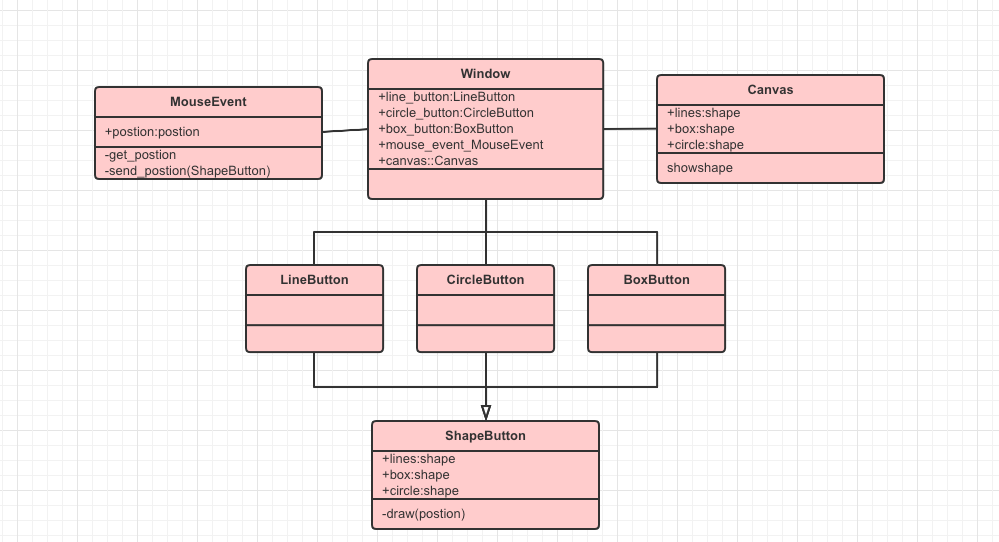 Window
+line_button:LineButton
+circle_button:CircleButton
+box_button:BoxButton
+mouse_event_MouseEvent
+canvas::Canvas
MouseEvent
+postion:postion
-get_postion
-send_postion(ShapeButton)
Canvas
+lines:shape
+box:shape
+circle:shape
showshape
LineButton
CircleButton
BoxButton
ShapeButton
+lines:shape
+box:shape
+circle:shape
-draw(postion)